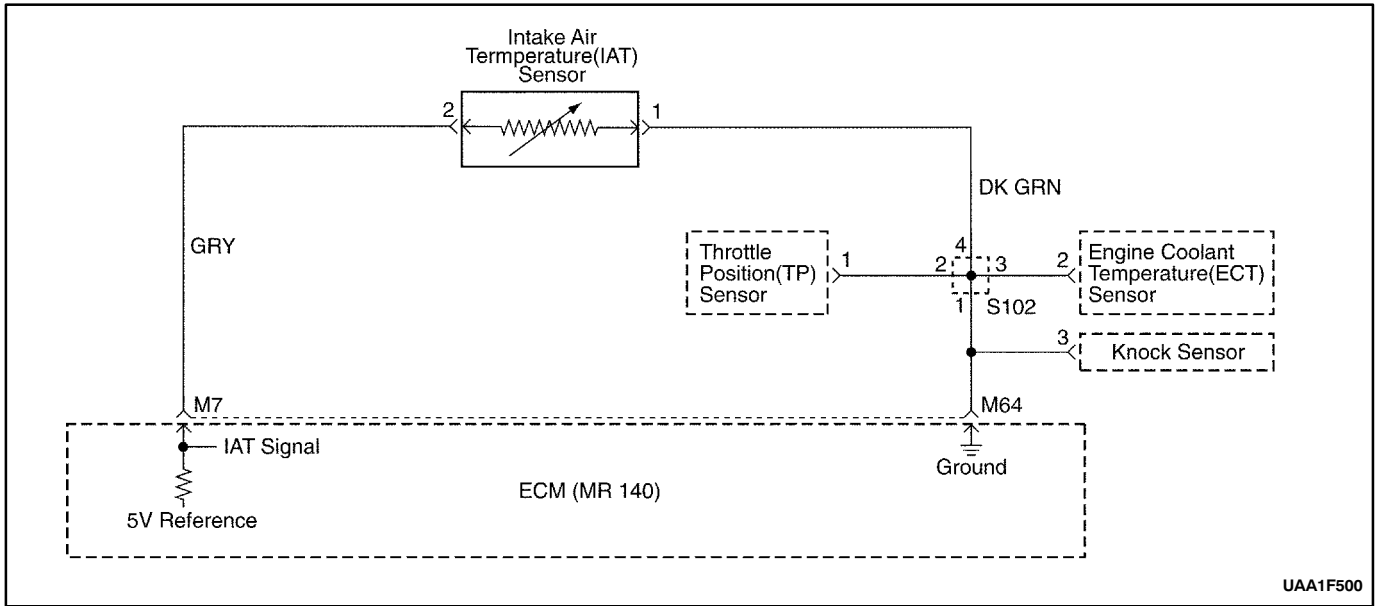 Intake Air
Termperature(IAT)
Sensor
2
1
DK GRN
GRY
Throttle
Position(TP)
Sensor
1
2
4
3
1
S102
2
Engine Coolant
Temperature(ECT)
Sensor
3
Knock Sensor
M7
M64
IAT Signal
5V Reference
ECM (MR 140)
Ground
UAA1F500